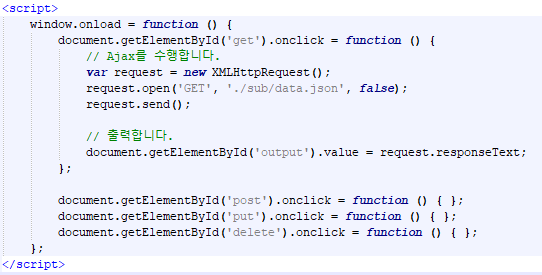 <script>
window.onload = function () {
document.getElementById('get').onclick = function () {
// Ajax를 수행합니다.
var request = new XMLHttpRequest();
request.open('GET', './sub/data.json', false);
request.send();
// 출력합니다.
document.getElementById('output').value = request.responseText;
};
document.getElementById('post').onclick = function () { };
document.getElementById('put').onclick = function () { };
document.getElementById('delete').onclick = function () { };
};
</script>